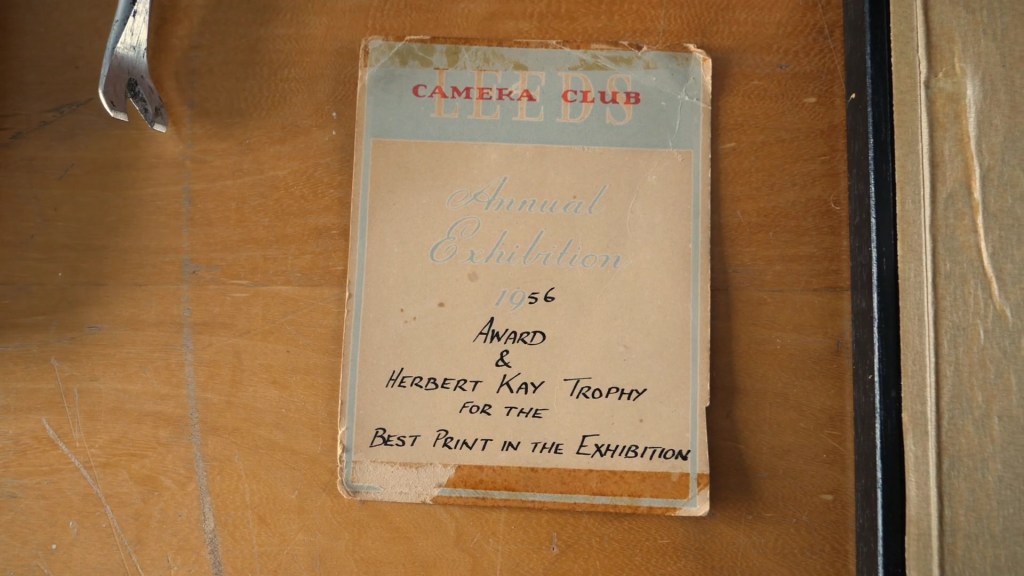 LEEDS
CAMERA CLUB
Annual
Exhibition
1956
AWARD
&
HERBERT KAY TROPHY
FOR THE
BEST PRINT IN THE EXHIBITION